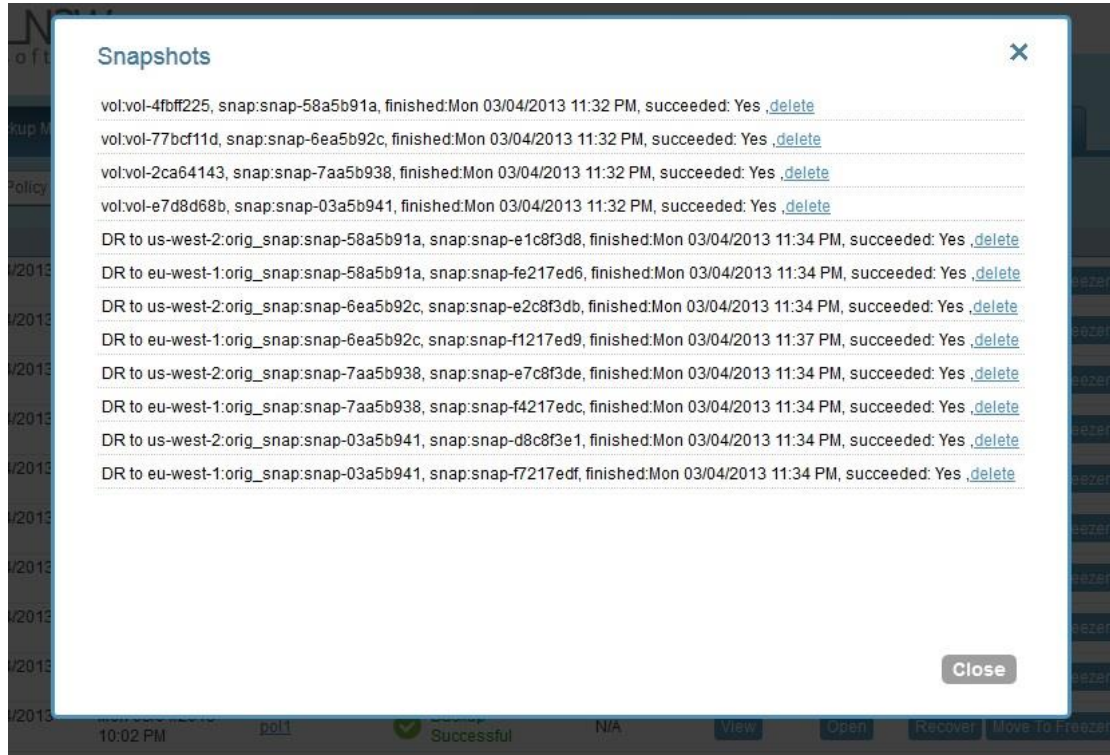 Snapshots
vol:vol-4fbff225, snap:snap-58a5b91a, finished:Mon 03/04/2013 11:32 PM, succeeded: Yes ,delete
vol:vol-77bcf11d, snap:snap-6ea5b92c, finished:Mon 03/04/2013 11:32 PM, succeeded: Yes ,delete
vol:vol-2ca64143, snap:snap-7aa5b938, finished:Mon 03/04/2013 11:32 PM, succeeded: Yes ,delete
vol:vol-e7d8d68b, snap:snap-03a5b941, finished:Mon 03/04/2013 11:32 PM, succeeded: Yes ,delete
DR to us-west-2:orig_snap:snap-58a5b91a, snap:snap-e1c8f3d8, finished:Mon 03/04/2013 11:34 PM, succeeded: Yes ,delete
DR to eu-west-1:orig_snap:snap-58a5b91a, snap:snap-fe217ed6, finished:Mon 03/04/2013 11:34 PM, succeeded: Yes ,delete
DR to us-west-2:orig_snap:snap-6ea5b92c, snap:snap-e2c8f3db, finished:Mon 03/04/2013 11:34 PM, succeeded: Yes ,delete
DR to eu-west-1:orig_snap:snap-6ea5b92c, snap:snap-f1217ed9, finished:Mon 03/04/2013 11:37 PM, succeeded: Yes ,delete
DR to us-west-2:orig_snap:snap-7aa5b938, snap:snap-e7c8f3de, finished:Mon 03/04/2013 11:34 PM, succeeded: Yes ,delete
DR to eu-west-1:orig_snap:snap-7aa5b938, snap:snap-f4217edc, finished:Mon 03/04/2013 11:34 PM, succeeded: Yes ,delete
DR to us-west-2:orig_snap:snap-03a5b941, snap:snap-d8c8f3e1, finished:Mon 03/04/2013 11:34 PM, succeeded: Yes ,delete
DR to eu-west-1:orig_snap:snap-03a5b941, snap:snap-f7217edf, finished:Mon 03/04/2013 11:34 PM, succeeded: Yes ,delete
Close
10:02 PM pol1 Backup Successful N/A View Open Recover Move To Freezer